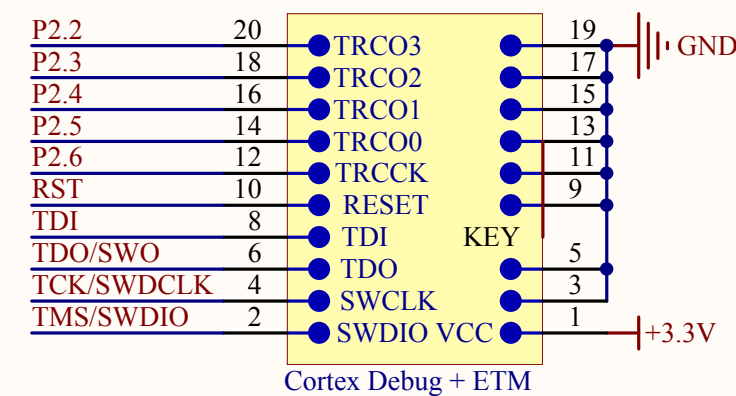 P2.2 20 TRCO3 19 GND
P2.3 18 TRCO2 17
P2.4 16 TRCO1 15
P2.5 14 TRCO0 13
P2.6 12 TRCCK 11
RST 10 RESET 9
TDI 8 TDI KEY
TDO/SWO 6 TDO 5
TCK/SWDCLK 4 SWCLK 3
TMS/SWDIO 2 SWDIO VCC 1 +3.3V
Cortex Debug + ETM